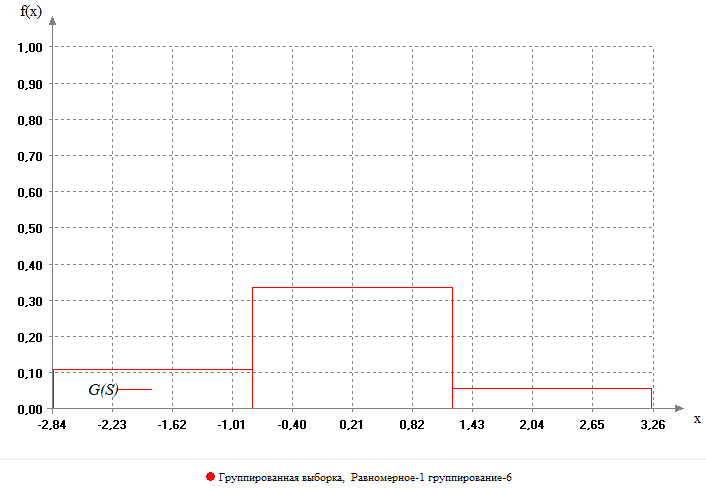 f(x)
1,00
0,90
0,80
0,70
0,60
0,50
0,40
0,30
0,20
0,10
G(S)
0,00
-2,84 -2,23 -1,62 -1,01 -0,40 0,21 0,82 1,43 2,04 2,65 3,26
x
Группированная выборка, Равномерное-1 группирование-6